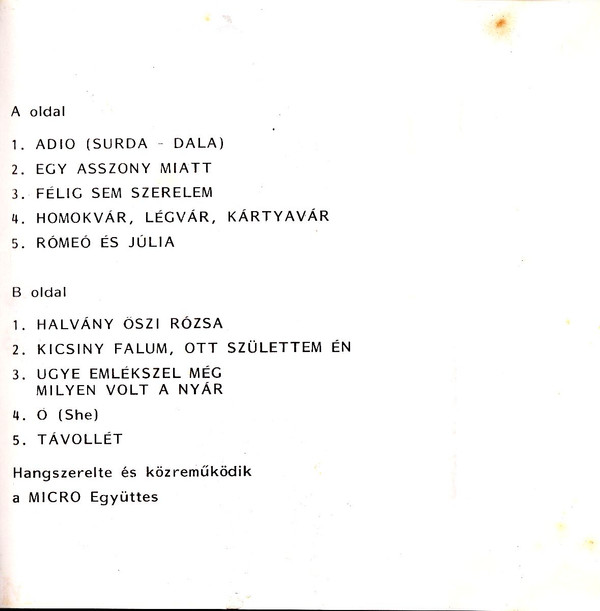 A oldal
1. ADIO (SURDA - DALA)
2. EGY ASSZONY MIATT
3. FÉLIG SEM SZERELEM
4. HOMOKVÁR, LÉGVÁR, KÁRTYAVÁR
5. RÓMEÓ ÉS JÚLIA
B oldal
1. HALVÁNY ÖSZI RÓZSA
2. KICSINY FALUM, OTT SZÜLETTEM ÉN
3. UGYE EMLÉKSZEL MÉG
MILYEN VOLT A NYÁR
4. Ö (She)
5. TÁVOLLÉT
Hangszerelte és közreműködik
a MICRO Együttes